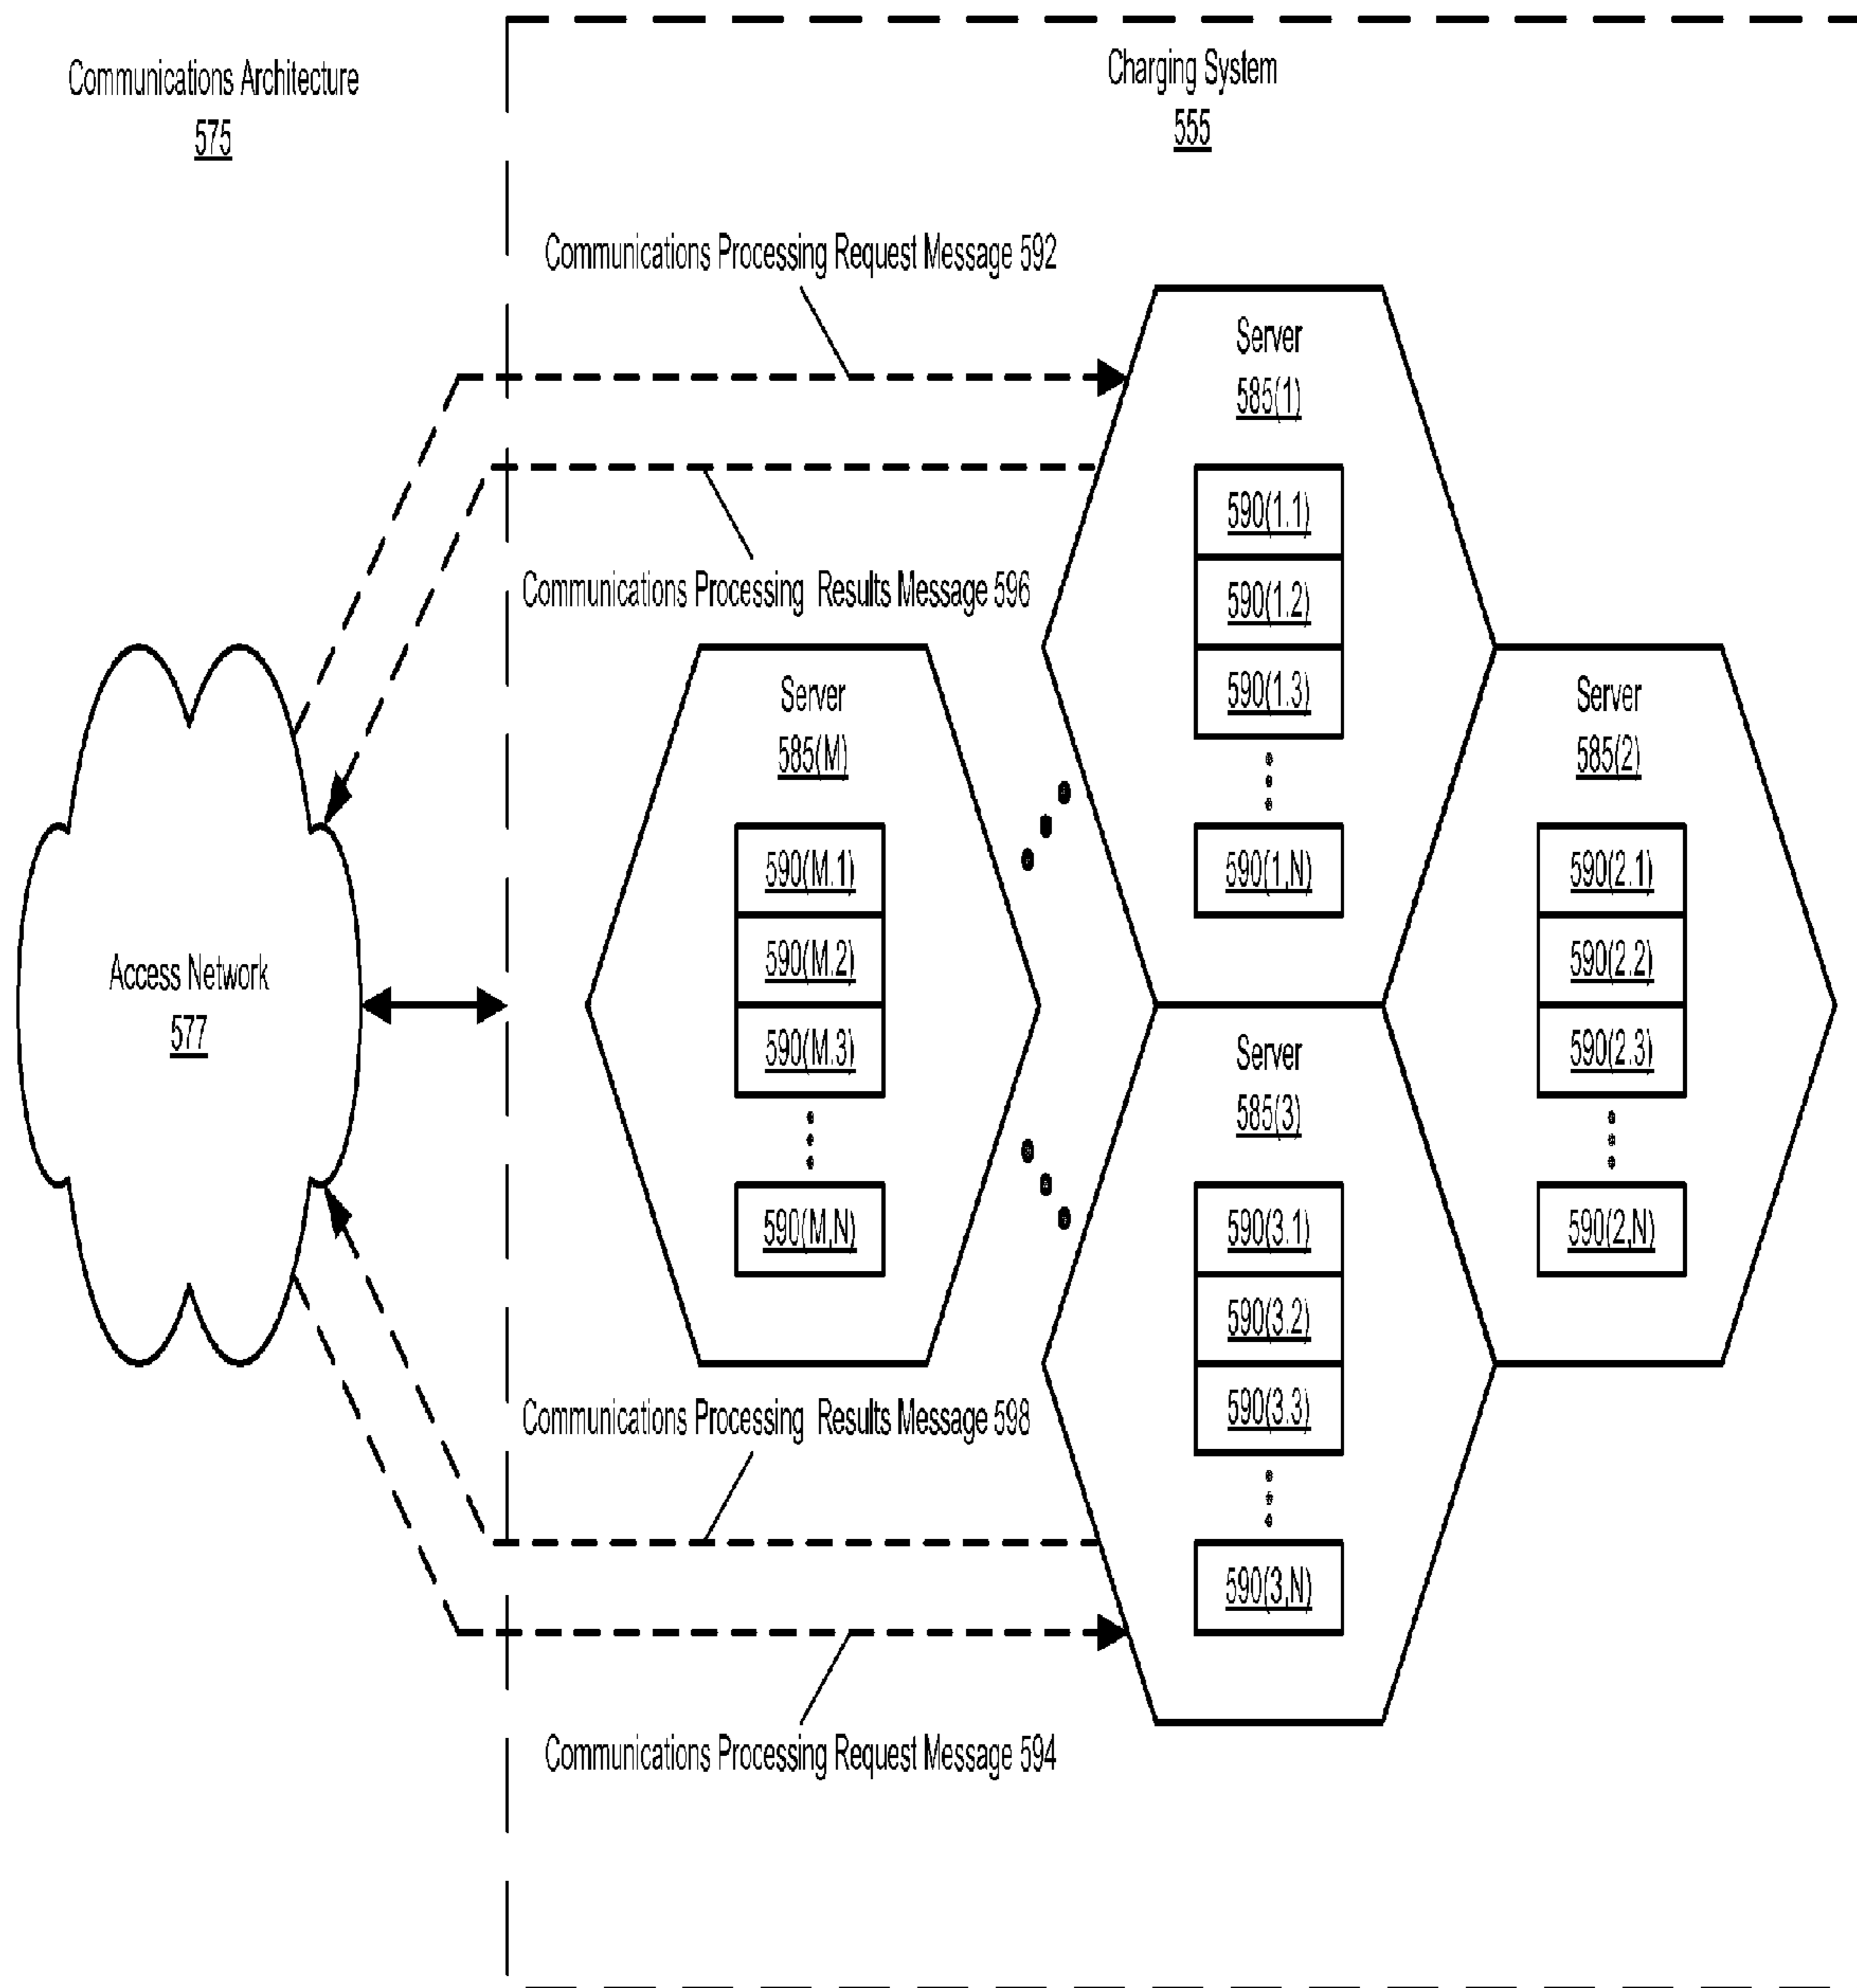 Communications Architecture
575
Charging System
555
Communications Processing Request Message 592
Communications Processing  Results Message 596
Server
585(1)
590(1.1)
590(1.2)
590(1.3)
590(1,N)
Server
585(M)
590(M.1)
590(M.2)
590(M.3)
590(M,N)
Server
585(2)
590(2.1)
590(2.2)
590(2.3)
590(2,N)
Access Network
577
Server
585(3)
590(3.1)
590(3.2)
590(3.3)
590(3,N)
Communications Processing  Results Message 598
Communications Processing Request Message 594